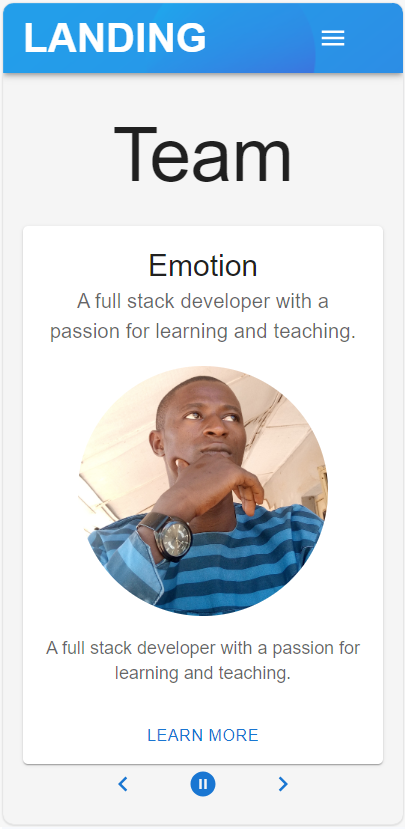 LANDING
Team
Emotion
A full stack developer with a
passion for learning and teaching.
A full stack developer with a passion for
learning and teaching.
LEARN MORE